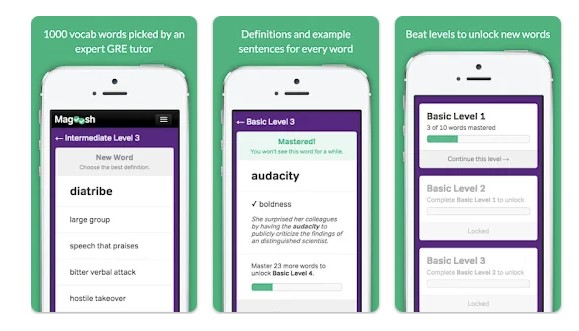 1000 vocab words picked by an
expert GRE tutor
Magoosh
← Intermediate Level 3
New Word
Choose the best definition.
diatribe
large group
speech that praises
bitter verbal attack
hostile takeover
Definitions and example
sentences for every word
← Basic Level 3
Mastered!
You won't see this word for a while.
audacity
✓ boldness
She surprised her colleagues
by having the audacity to
publicly criticize the findings of
an distinguished scientist.
Master 23 more words to
unlock Basic Level 4.
Beat levels to unlock new words
Basic Level 1
3 of 10 words mastered
Continue this level →
Basic Level 2
Complete Basic Level 1 to unlock
Locked
Basic Level 3
Complete Basic Level 2 to unlock
Locked